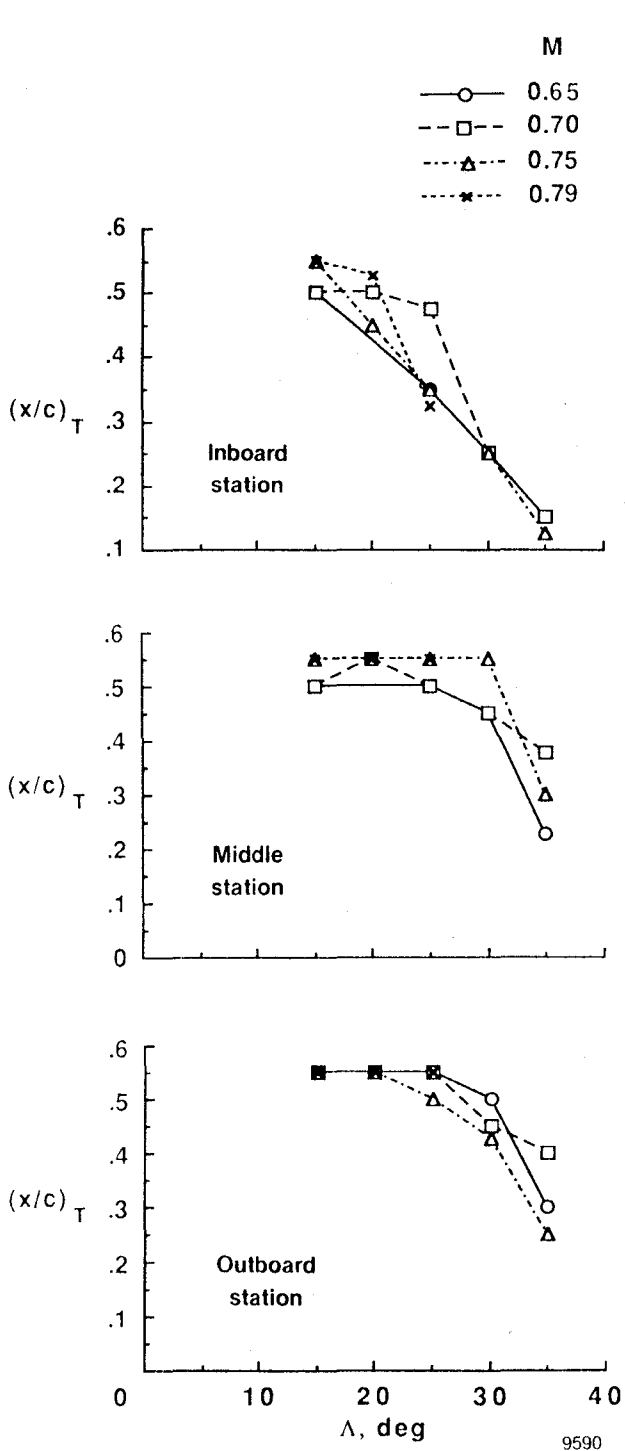 M
0.65
0.70
0.75
0.79
.6
.5
.4
.3
.2
.1
(x/c)T
Inboard
station
.6
.5
.4
.3
.2
.1
0
(x/c)T
Middle
station
.6
.5
.4
.3
.2
.1
(x/c)T
Outboard
station
0 10 20 30 40
Λ, deg
9590